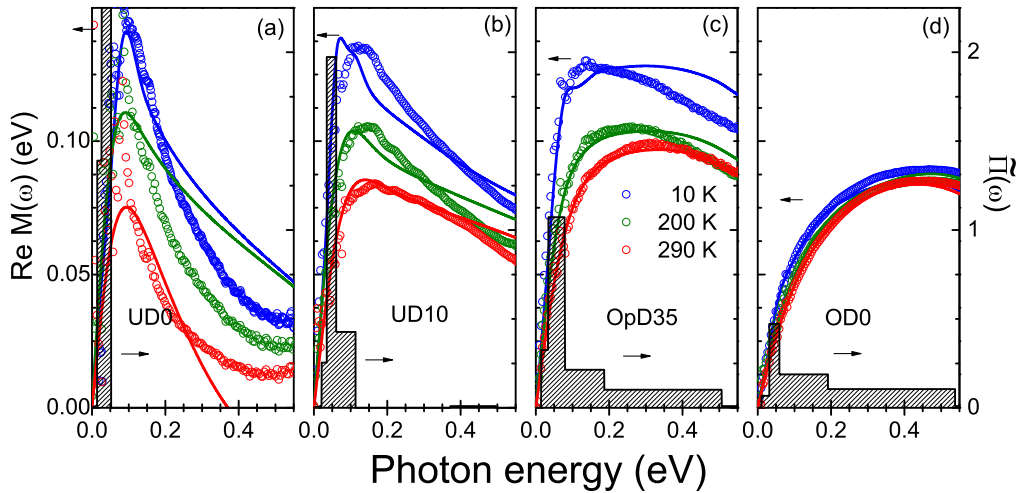 (a) (b) (c) (d)
Re M(ω) (eV)
0.10
0.05
0.00
2
1
0
Π̃(ω)
10 K
200 K
290 K
UD0 UD10 OpD35 OD0
0.0 0.2 0.4 0.0 0.2 0.4 0.0 0.2 0.4 0.0 0.2 0.4
Photon energy (eV)